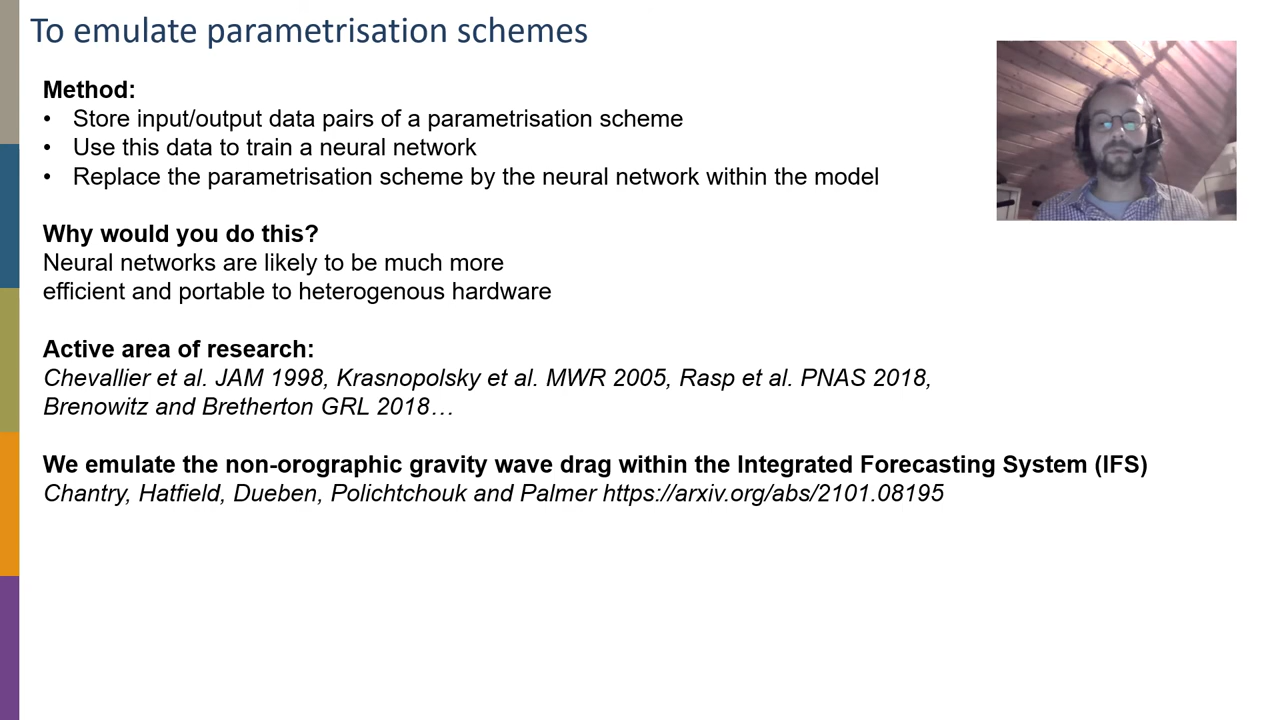 To emulate parametrisation schemes
Method:
• Store input/output data pairs of a parametrisation scheme
• Use this data to train a neural network
• Replace the parametrisation scheme by the neural network within the model
Why would you do this?
Neural networks are likely to be much more
efficient and portable to heterogenous hardware
Active area of research:
Chevallier et al. JAM 1998, Krasnopolsky et al. MWR 2005, Rasp et al. PNAS 2018,
Brenowitz and Bretherton GRL 2018…
We emulate the non-orographic gravity wave drag within the Integrated Forecasting System (IFS)
Chantry, Hatfield, Dueben, Polichtchouk and Palmer https://arxiv.org/abs/2101.08195